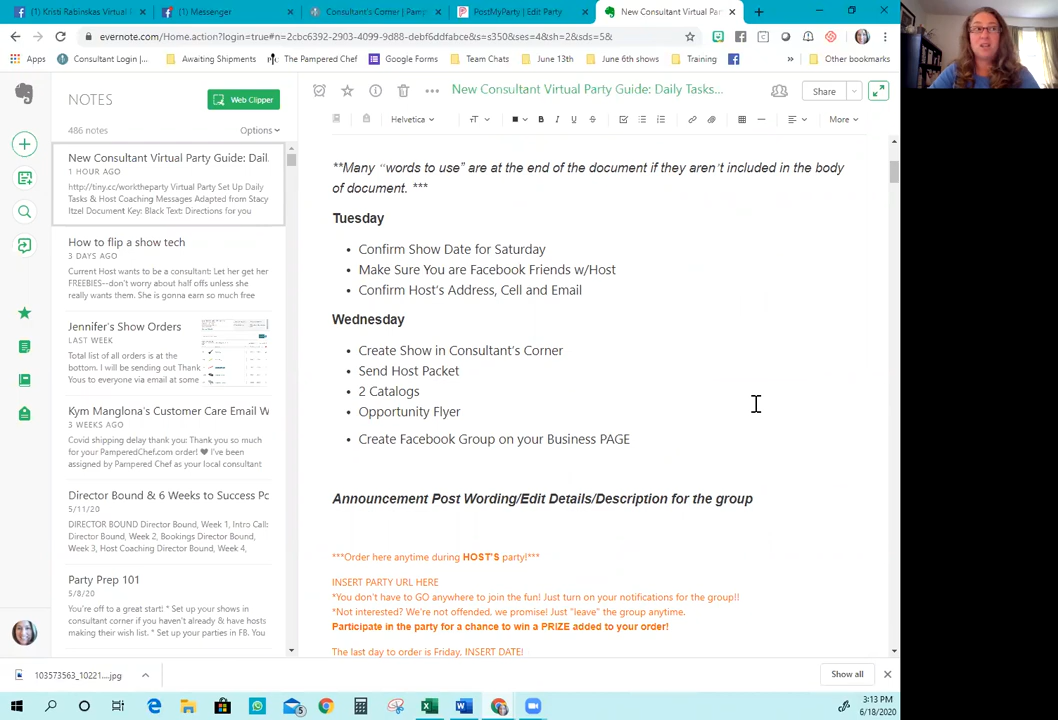 (1) Kristi Rabinskas Virtual
(1) Messenger
Consultant's Corner | Pam
PostMyParty | Edit Party
New Consultant Virtual Par
evernote.com/Home.action?login=true#n=2cbc6392-2903-4099-9d88-debf6ddfabce&s=s350&ses=4&sh=2&sds=5&
Apps
Consultant Login |...
Awaiting Shipments
The Pampered Chef
Google Forms
Team Chats
June 13th
June 6th shows
Training
»
Other bookmarks
NOTES
Web Clipper
486 notes
Options
New Consultant Virtual Party Guide: Dail
1 HOUR AGO
http://tiny.cc/worktheparty Virtual Party Set Up Daily
Tasks & Host Coaching Messages Adapted from Stacy
Itzel Document Key: Black Text: Directions for you
How to flip a show tech
3 DAYS AGO
Current Host wants to be a consultant: Let her get her
FREEBIES--don't worry about half offs unless she
really wants them. She is gonna earn so much free
Jennifer's Show Orders
LAST WEEK
Total list of all orders is at the
bottom. I will be sending out Thank
Yous to everyone via email at some
Kym Manglona's Customer Care Email W
3 WEEKS AGO
Covid shipping delay thank you: Thank you so
much for your PamperedChef.com order! ❤ I've been
assigned by Pampered Chef as your local consultant
Director Bound & 6 Weeks to Success Po
5/11/20
DIRECTOR BOUND Director Bound, Week 1, Intro Call:
Director Bound, Week 2, Bookings Director Bound,
Week 3, Host Coaching Director Bound, Week 4,
Party Prep 101
5/8/20
You're off to a great start! * Set up your shows in
consultant corner if you haven't already & have hosts
making their wish list. * Set up your parties in FB. You
New Consultant Virtual Party Guide: Daily Tasks...
Share
Helvetica
More
**Many "words to use" are at the end of the document if they aren't included in the body
of document. ***
Tuesday
• Confirm Show Date for Saturday
• Make Sure You are Facebook Friends w/Host
• Confirm Host's Address, Cell and Email
Wednesday
• Create Show in Consultant's Corner
• Send Host Packet
• 2 Catalogs
• Opportunity Flyer
• Create Facebook Group on your Business PAGE
Announcement Post Wording/Edit Details/Description for the group
***Order here anytime during HOST'S party!***
INSERT PARTY URL HERE
*You don't have to GO anywhere to join the fun! Just turn on your notifications for the group!!
*Not interested? We're not offended, we promise! Just "leave" the group anytime.
Participate in the party for a chance to win a PRIZE added to your order!
The last day to order is Friday, INSERT DATE!
103573563_10221....jpg
Show all
5
3:13 PM
6/18/2020